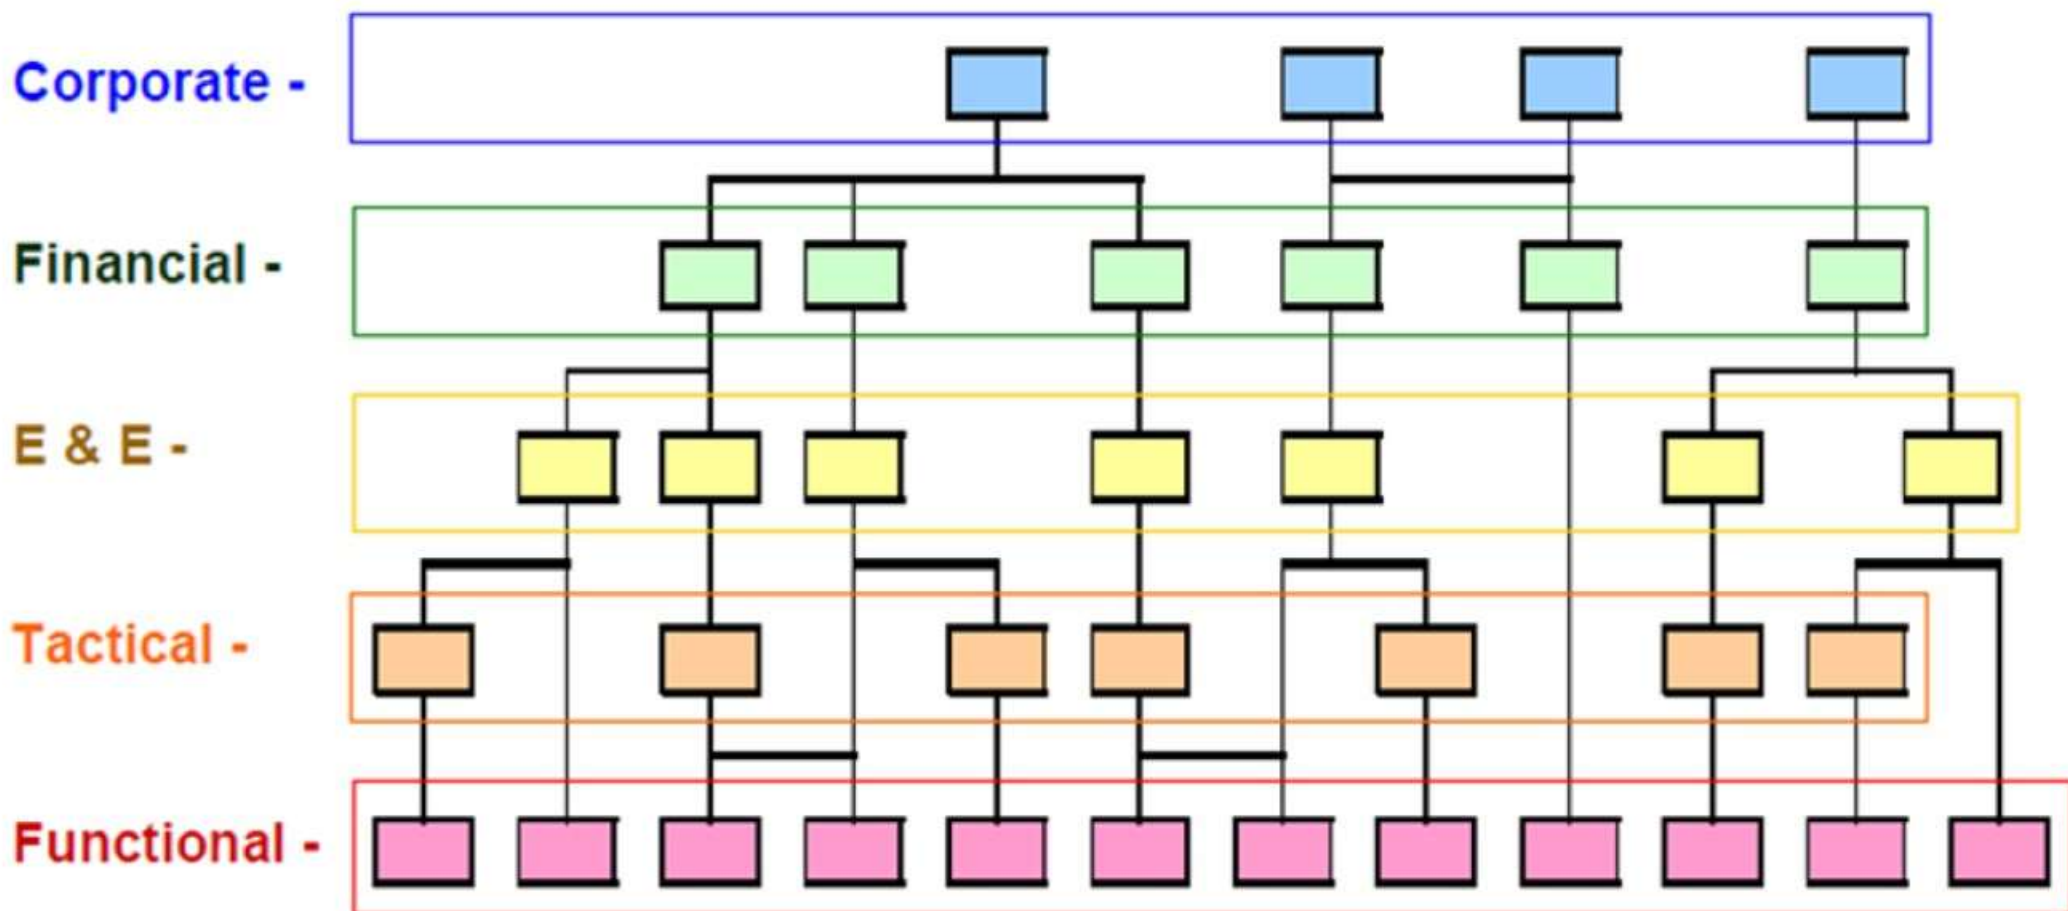 Corporate -
Financial -
E & E -
Tactical -
Functional -